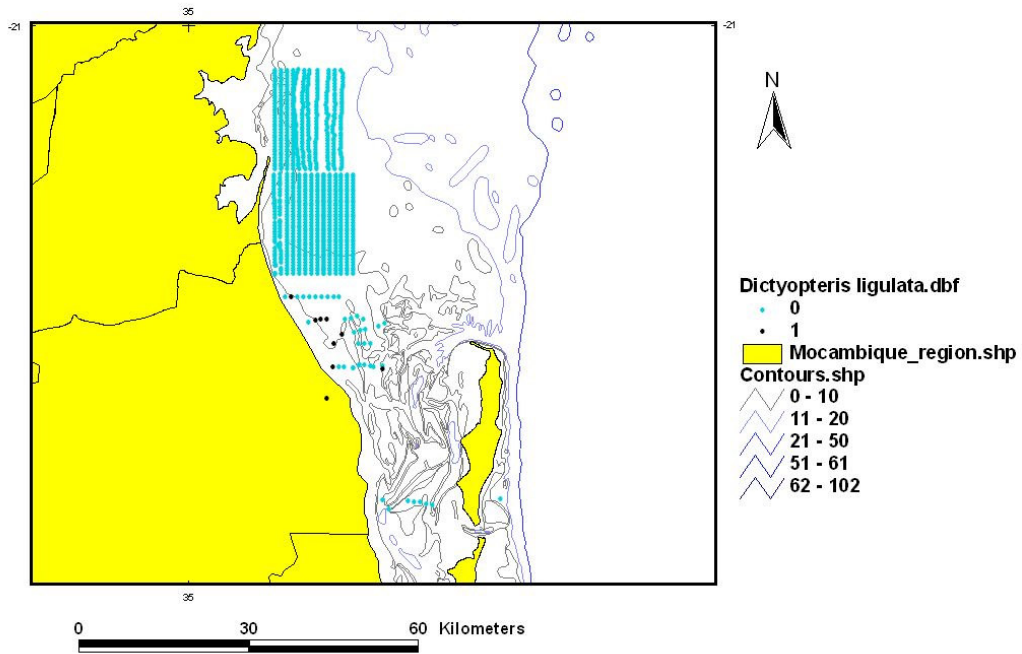 35
-21
-21
N
Dictyopteris ligulata.dbf
0
1
Mocambique_region.shp
Contours.shp
0 - 10
11 - 20
21 - 50
51 - 61
62 - 102
35
0 30 60 Kilometers